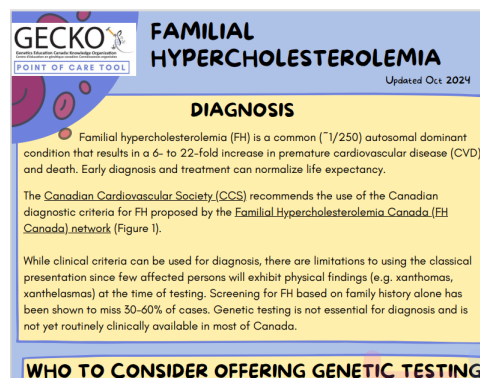 GECKO
Genetics Education Canada Knowledge Organisation
POINT OF CARE TOOL
FAMILIAL
HYPERCHOLESTEROLEMIA
Updated Oct 2024
DIAGNOSIS
Familial hypercholesterolemia (FH) is a common (~1/250) autosomal dominant
condition that results in a 6- to 22-fold increase in premature cardiovascular disease (CVD)
and death. Early diagnosis and treatment can normalize life expectancy.
The Canadian Cardiovascular Society (CCS) recommends the use of the Canadian
diagnostic criteria for FH proposed by the Familial Hypercholesterolemia Canada (FH
Canada) network (Figure 1).
While clinical criteria can be used for diagnosis, there are limitations to using the classical
presentation since few affected persons will exhibit physical findings (e.g. xanthomas,
xanthelasmas) at the time of testing. Screening for FH based on family history alone has
been shown to miss 30-60% of cases. Genetic testing is not essential for diagnosis and is
not yet routinely clinically available in most of Canada.
WHO TO CONSIDER OFFERING GENETIC TESTING